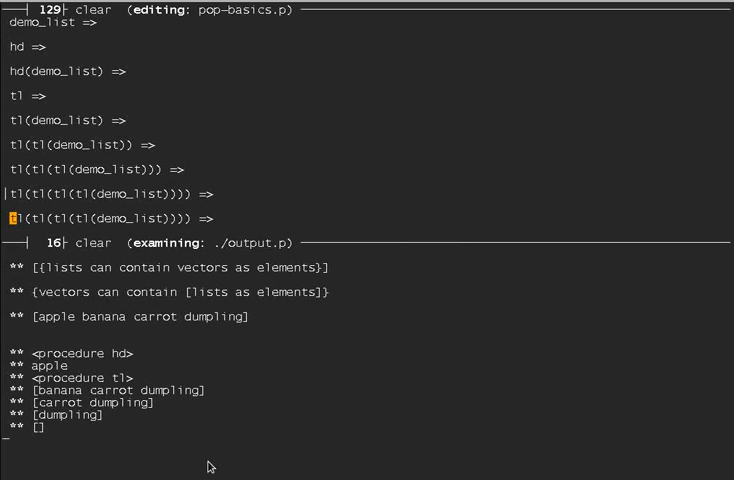 129 clear (editing: pop-basics.p)
demo_list =>
hd =>
hd(demo_list) =>
tl =>
tl(demo_list) =>
tl(tl(demo_list)) =>
tl(tl(tl(demo_list))) =>
tl(tl(tl(tl(demo_list)))) =>
tl(tl(tl(tl(demo_list)))) =>
16 clear (examining: ./output.p)
** [{lists can contain vectors as elements}]
** {vectors can contain [lists as elements]}
** [apple banana carrot dumpling]
** <procedure hd>
** apple
** <procedure tl>
** [banana carrot dumpling]
** [carrot dumpling]
** [dumpling]
** []